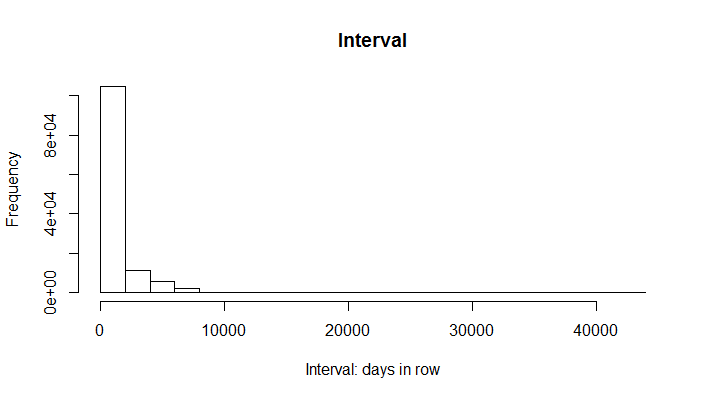 Interval
Frequency
8e+04
4e+04
0e+00
0 10000 20000 30000 40000
Interval: days in row